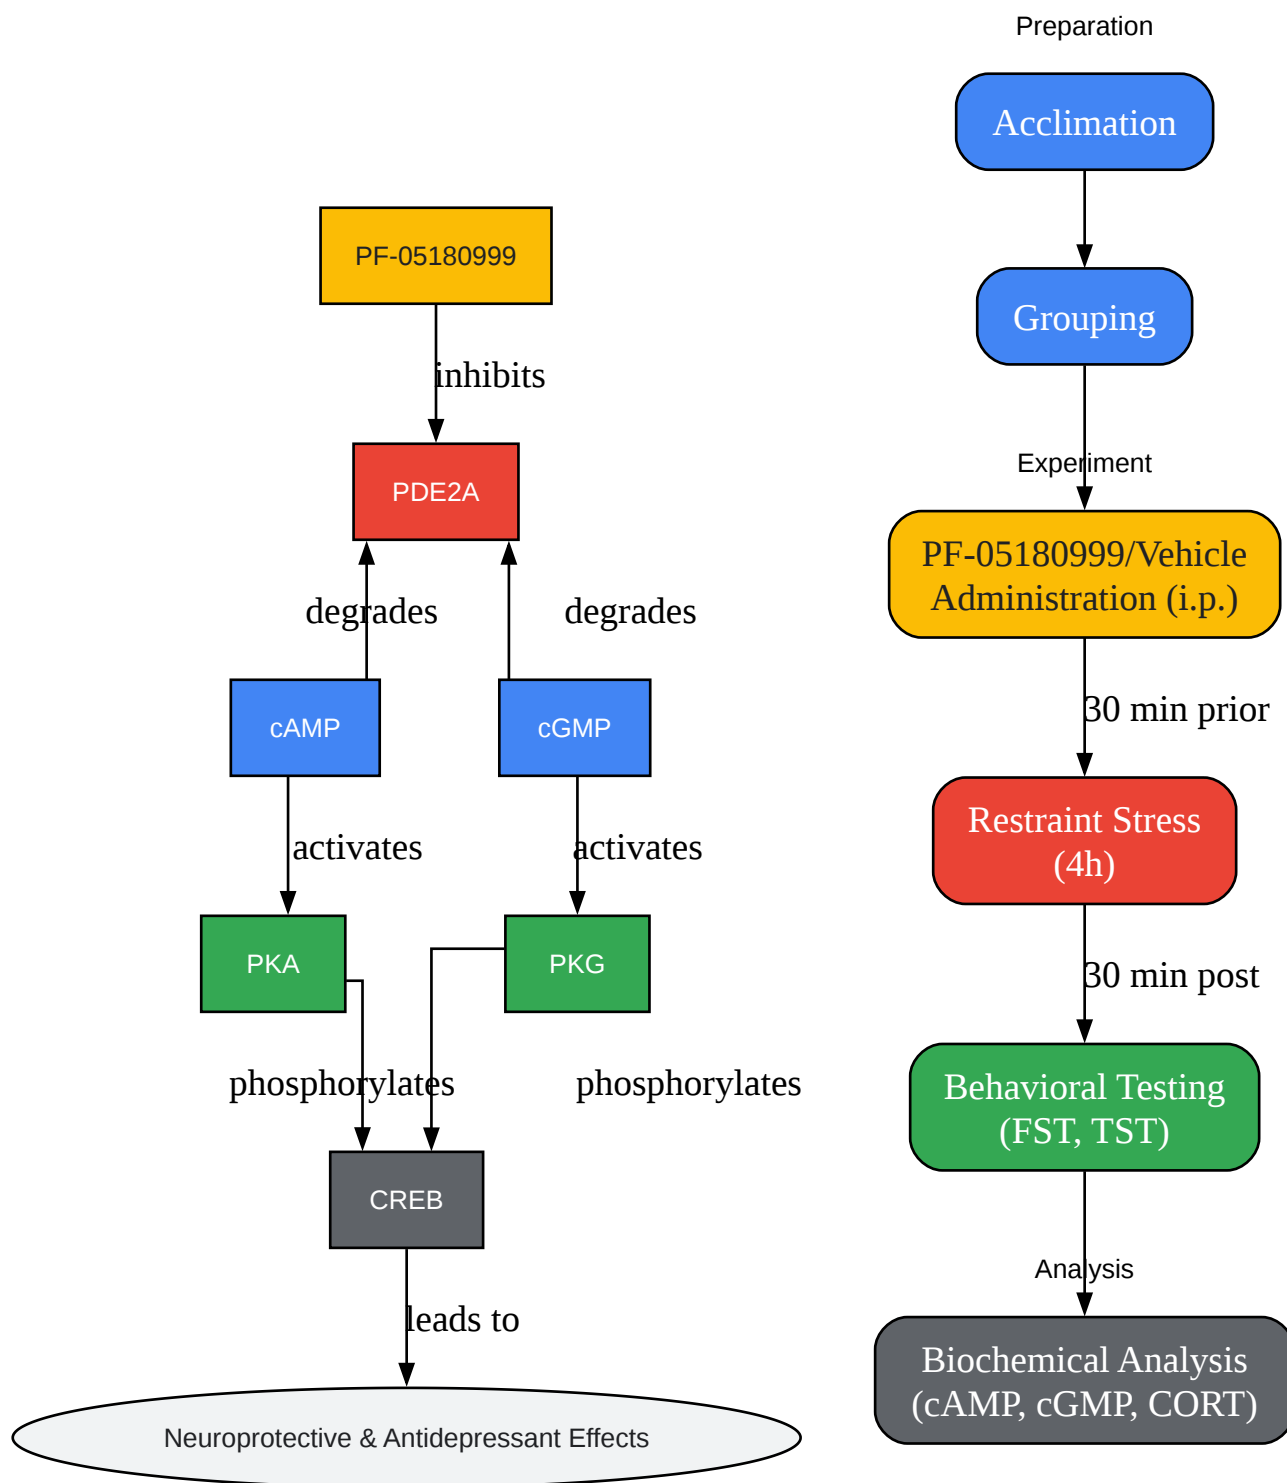 PF-05180999
inhibits
PDE2A
degrades
degrades
cAMP
cGMP
activates
activates
PKA
PKG
phosphorylates
phosphorylates
CREB
leads to
Neuroprotective & Antidepressant Effects
Preparation
Acclimation
Grouping
Experiment
PF-05180999/Vehicle
Administration (i.p.)
30 min prior
Restraint Stress
(4h)
30 min post
Behavioral Testing
(FST, TST)
Analysis
Biochemical Analysis
(cAMP, cGMP, CORT)